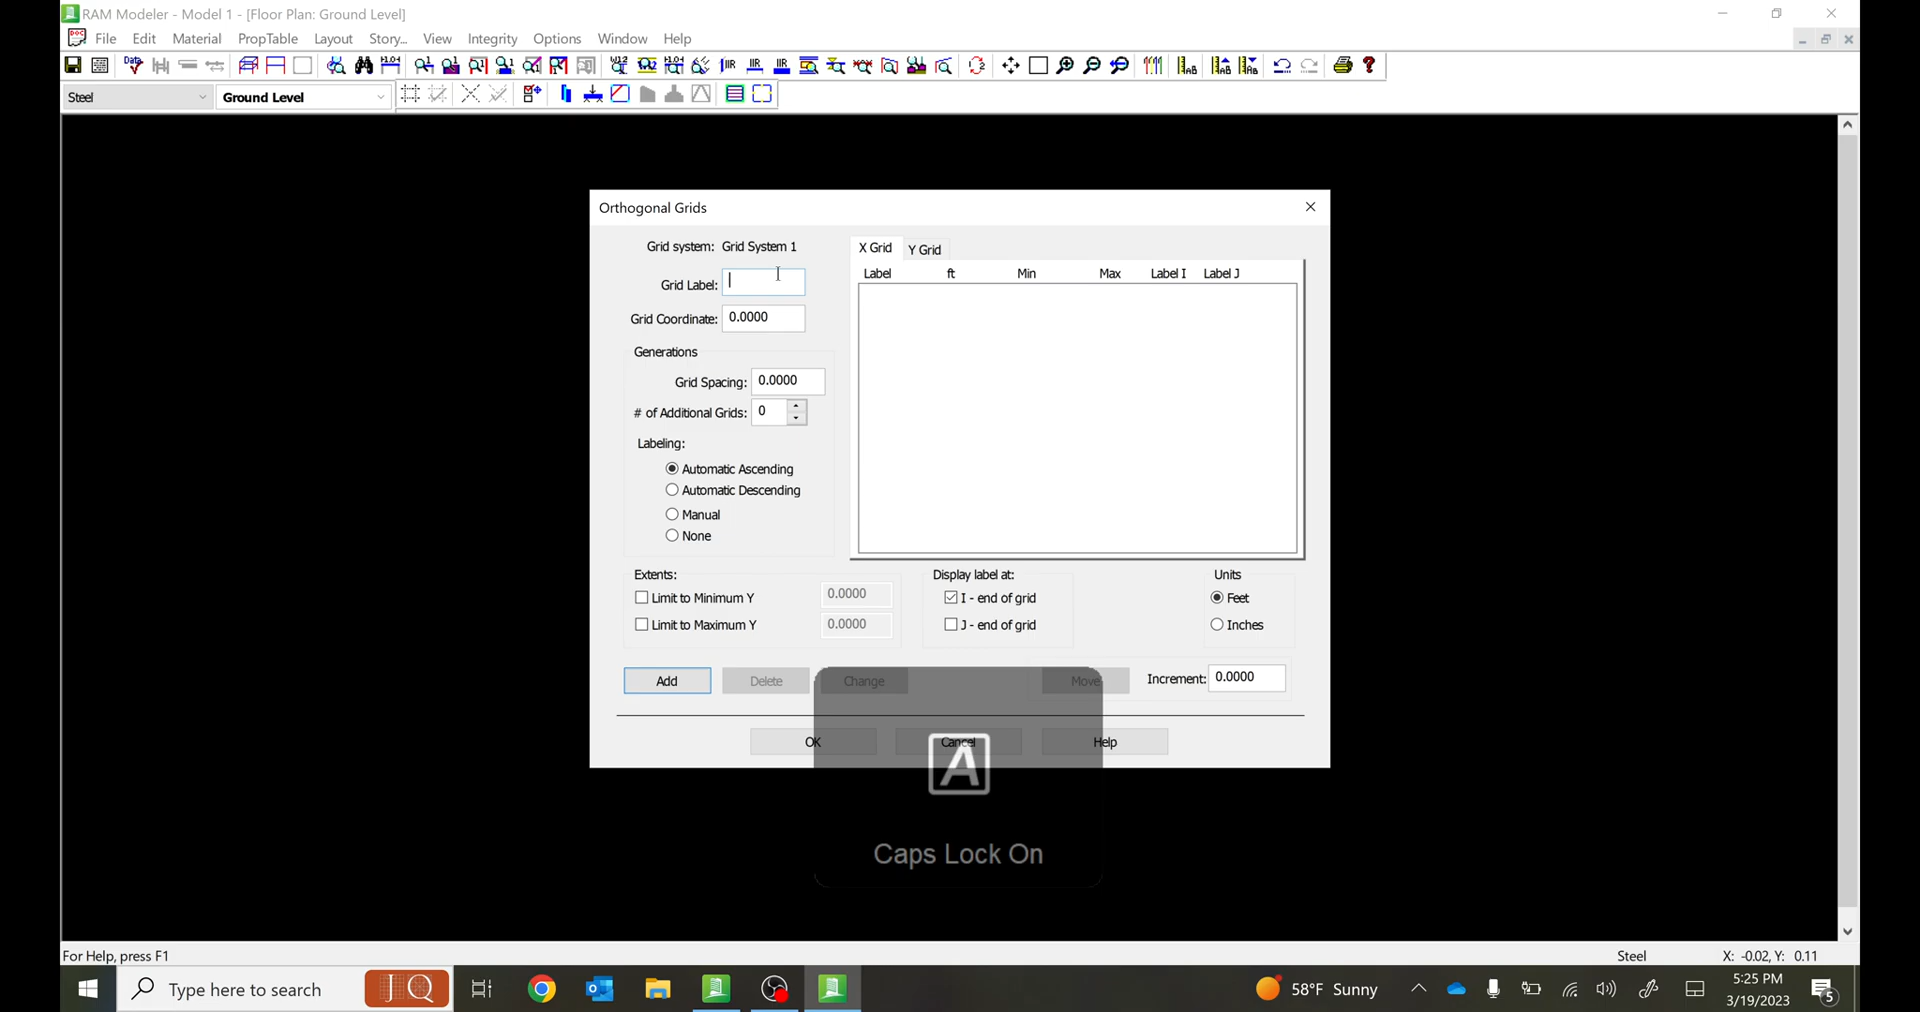 RAM Modeler - Model 1 - [Floor Plan: Ground Level]
File Edit Material PropTable Layout Story... View Integrity Options Window Help
Steel Ground Level
Orthogonal Grids
Grid system: Grid System 1
Grid Label:
Grid Coordinate: 0.0000
Generations
Grid Spacing: 0.0000
# of Additional Grids: 0
Labeling:
Automatic Ascending
Automatic Descending
Manual
None
X Grid Y Grid
Label ft Min Max Label I Label J
Extents:
Limit to Minimum Y 0.0000
Limit to Maximum Y 0.0000
Display label at:
I - end of grid
J - end of grid
Units
Feet
Inches
Add Delete Change Move Increment: 0.0000
OK Cancel Help
A
Caps Lock On
For Help, press F1 Steel X: -0.02, Y: 0.11
Type here to search 58°F Sunny 5:25 PM
3/19/2023 5